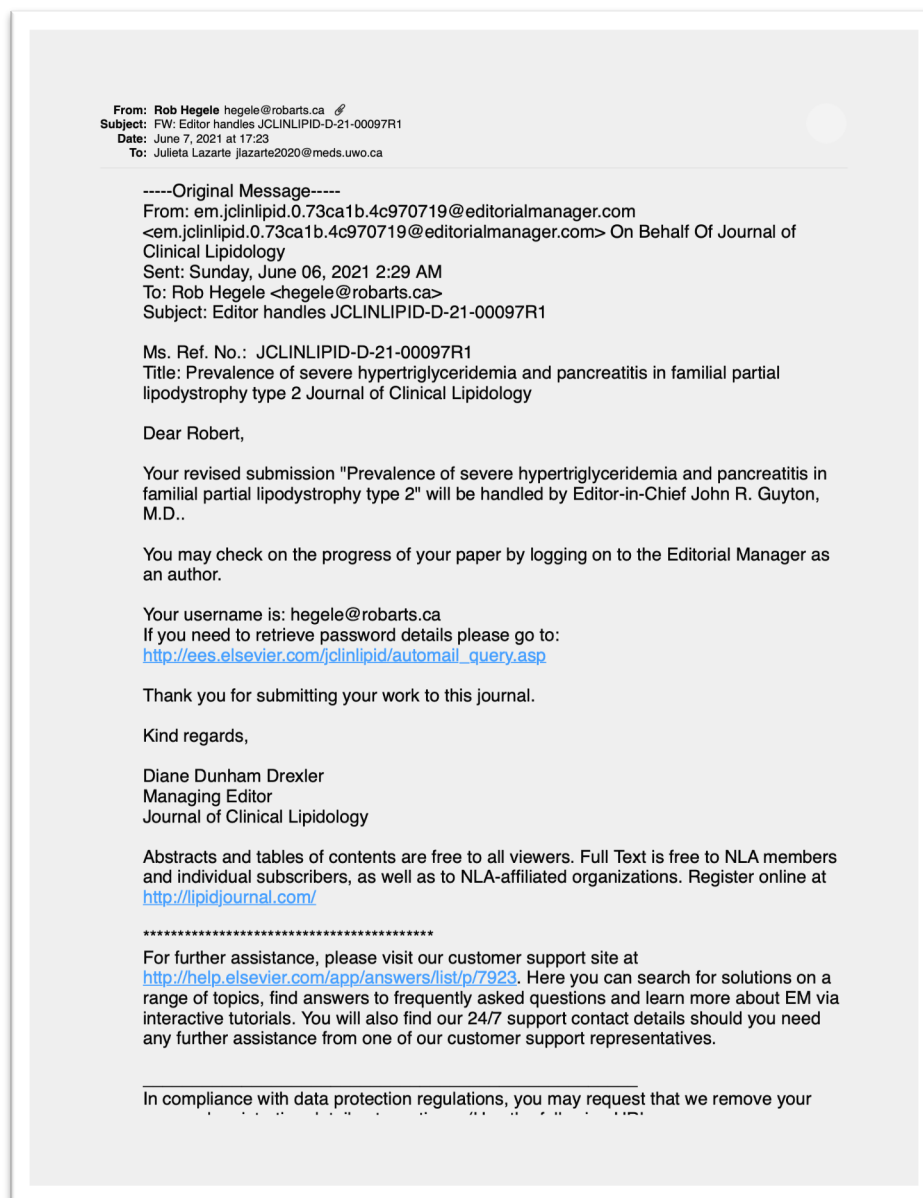 From: Rob Hegele hegele@robarts.ca
Subject: FW: Editor handles JCLINLIPID-D-21-00097R1
Date: June 7, 2021 at 17:23
To: Julieta Lazarte jlazarte2020@meds.uwo.ca
-----Original Message-----
From: em.jclinlipid.0.73ca1b.4c970719@editorialmanager.com
<em.jclinlipid.0.73ca1b.4c970719@editorialmanager.com> On Behalf Of Journal of
Clinical Lipidology
Sent: Sunday, June 06, 2021 2:29 AM
To: Rob Hegele <hegele@robarts.ca>
Subject: Editor handles JCLINLIPID-D-21-00097R1
Ms. Ref. No.:  JCLINLIPID-D-21-00097R1
Title: Prevalence of severe hypertriglyceridemia and pancreatitis in familial partial
lipodystrophy type 2 Journal of Clinical Lipidology
Dear Robert,
Your revised submission "Prevalence of severe hypertriglyceridemia and pancreatitis in
familial partial lipodystrophy type 2" will be handled by Editor-in-Chief John R. Guyton,
M.D..
You may check on the progress of your paper by logging on to the Editorial Manager as
an author.
Your username is: hegele@robarts.ca
If you need to retrieve password details please go to:
http://ees.elsevier.com/jclinlipid/automail_query.asp
Thank you for submitting your work to this journal.
Kind regards,
Diane Dunham Drexler
Managing Editor
Journal of Clinical Lipidology
Abstracts and tables of contents are free to all viewers. Full Text is free to NLA members
and individual subscribers, as well as to NLA-affiliated organizations. Register online at
http://lipidjournal.com/
******************************************
For further assistance, please visit our customer support site at
http://help.elsevier.com/app/answers/list/p/7923. Here you can search for solutions on a
range of topics, find answers to frequently asked questions and learn more about EM via
interactive tutorials. You will also find our 24/7 support contact details should you need
any further assistance from one of our customer support representatives.
In compliance with data protection regulations, you may request that we remove your